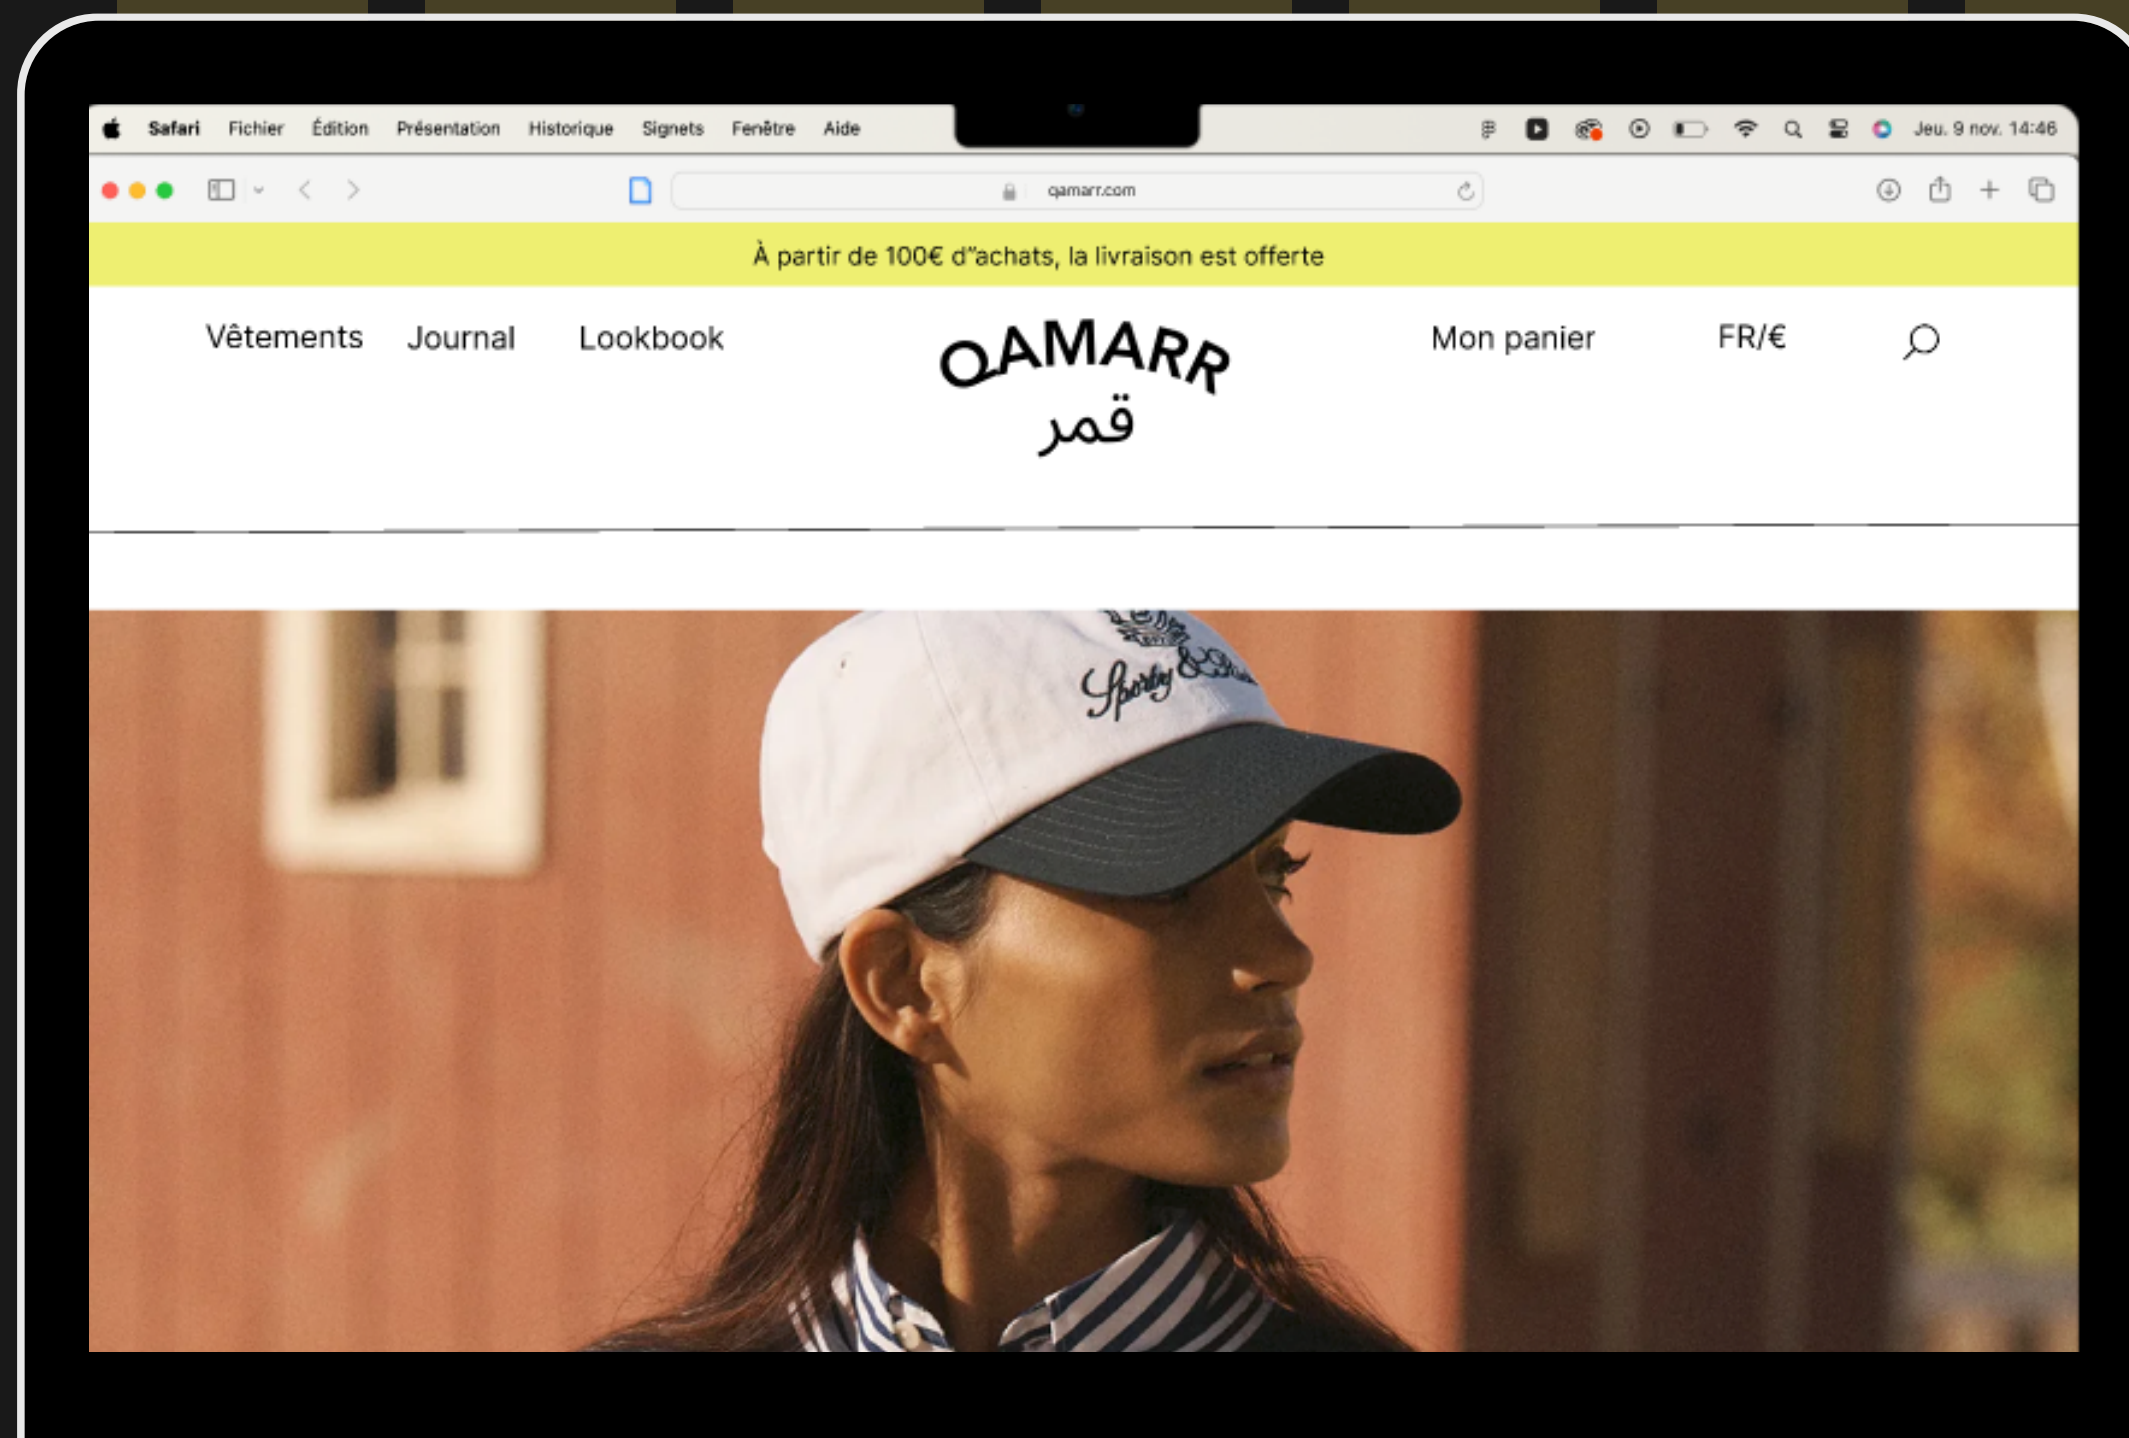 Safari Fichier Édition Présentation Historique Signets Fenêtre Aide Jeu. 9 nov. 14:46
qamarr.com
À partir de 100€ d"achats, la livraison est offerte
Vêtements Journal Lookbook Mon panier FR/€
QAMARR
قمر
Sporty &